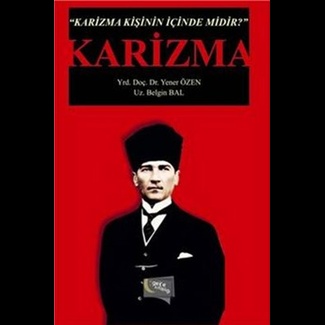 “KARİZMA KİŞİNİN İÇİNDE MİDİR?”
KARİZMA
Yrd. Doç. Dr. Yener ÖZEN
Uz. Belgin BAL